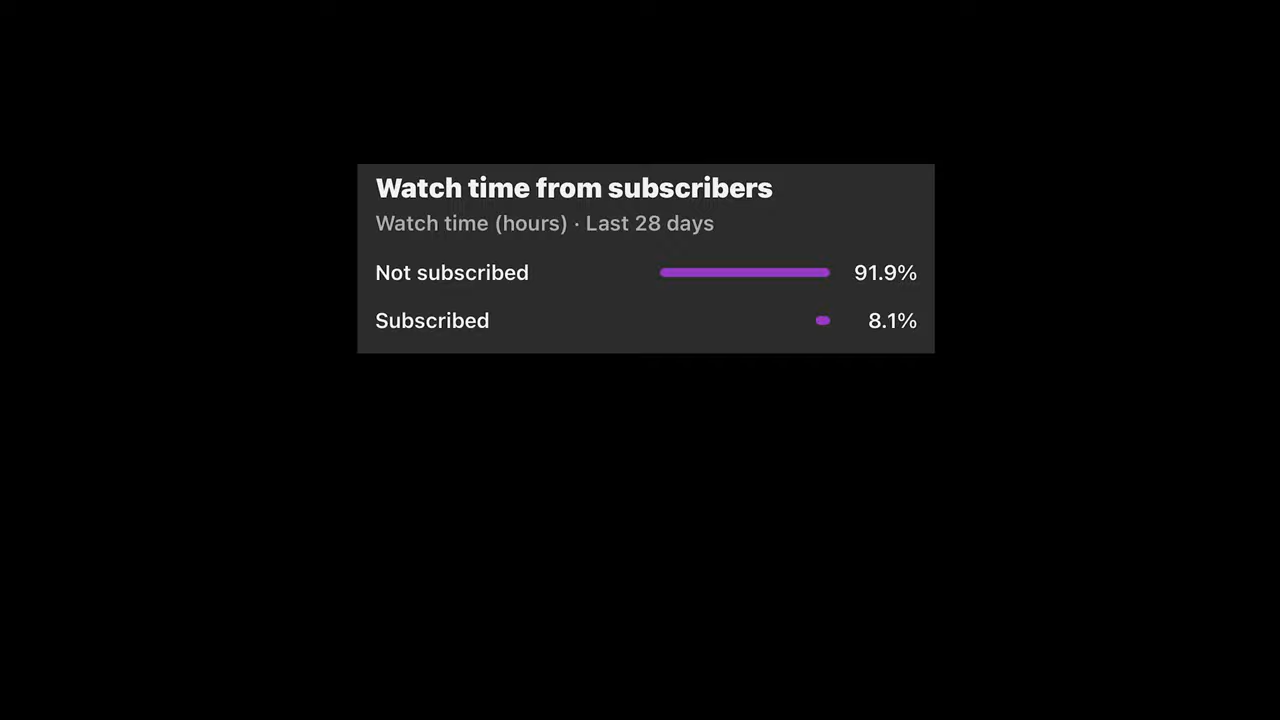 Watch time from subscribers
Watch time (hours) · Last 28 days
Not subscribed 91.9%
Subscribed 8.1%